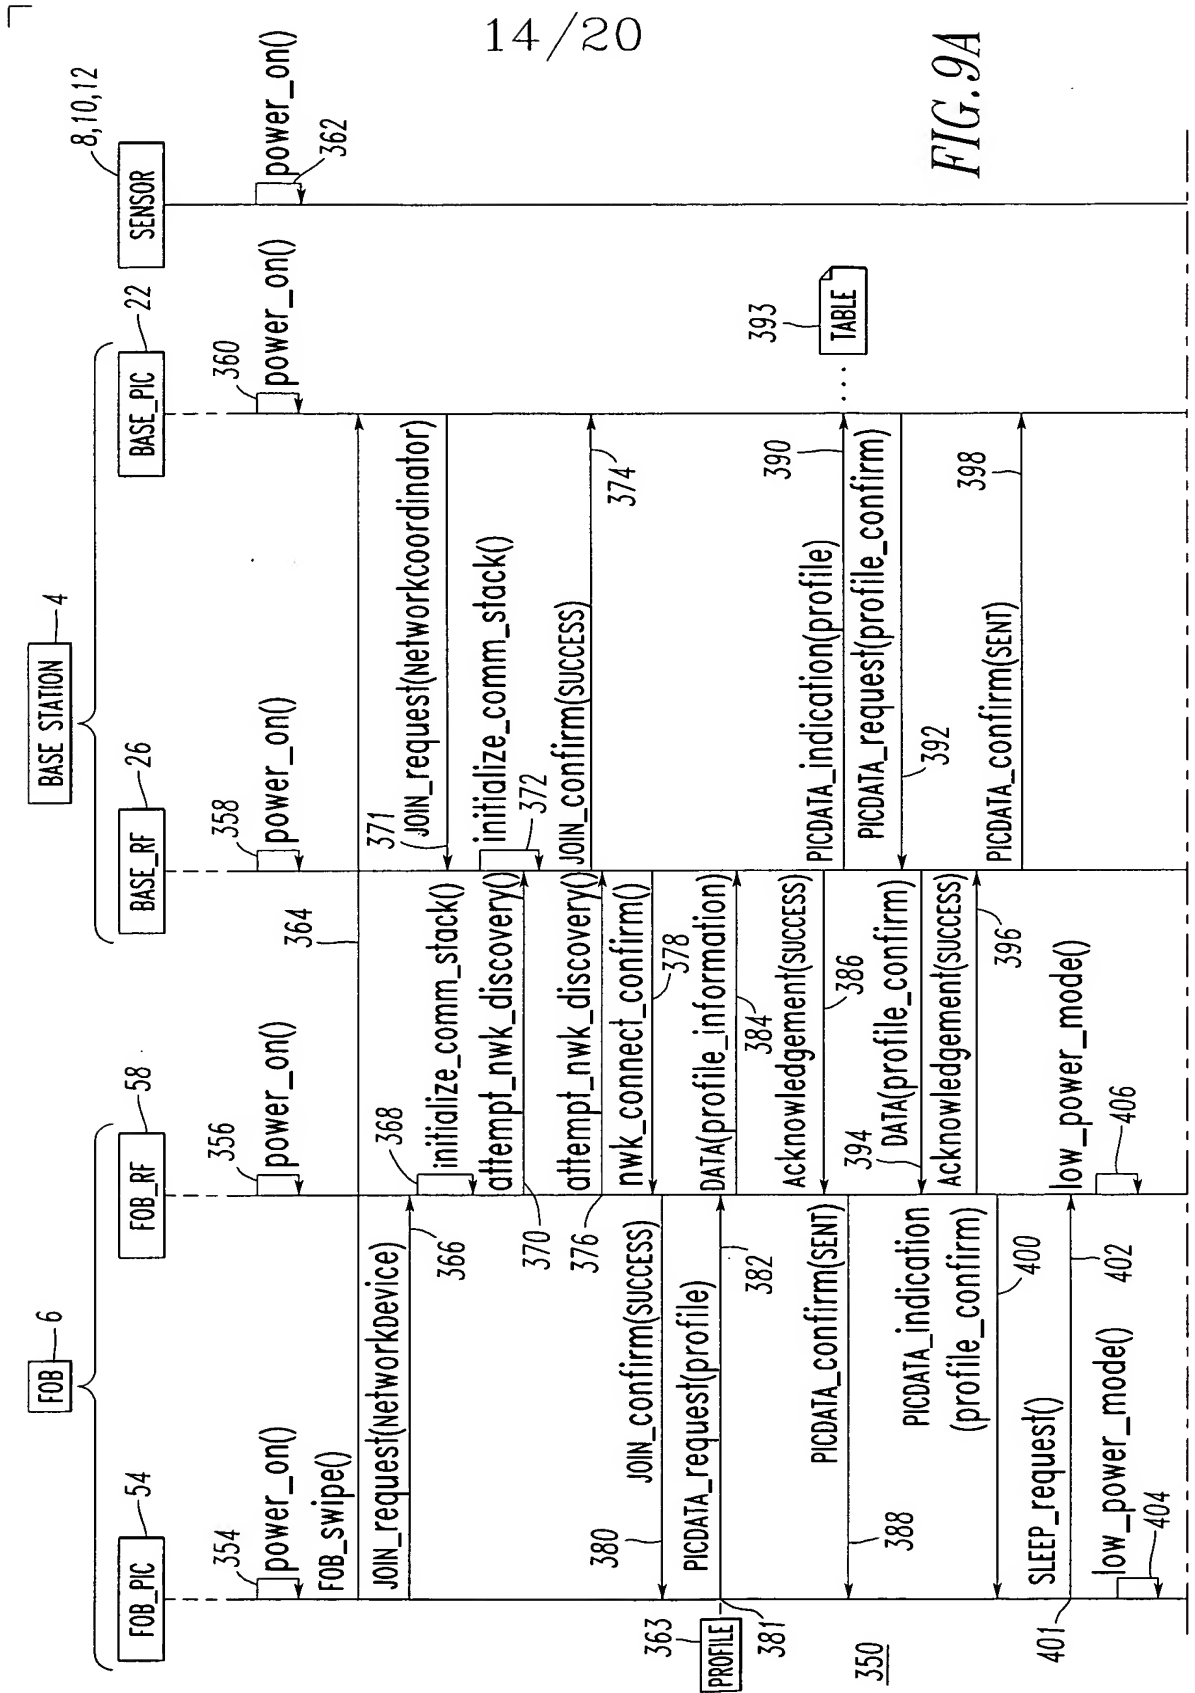 14/20
FOB 6
BASE STATION 4
FOB_PIC 54
FOB_RF 58
BASE_RF 26
BASE_PIC 22
SENSOR 8,10,12
354 power_on()
356 power_on()
358 power_on()
360 power_on()
power_on() 362
FOB_swipe()
364
JOIN_request(NetworkDevice)
366
371
JOIN_request(NetworkCoordinator)
368
initialize_comm_stack()
initialize_comm_stack()
372
attempt_nwk_discovery()
370
JOIN_confirm(SUCCESS)
374
attempt_nwk_discovery()
376
nwk_connect_confirm()
378
JOIN_confirm(SUCCESS)
380
363
PROFILE
381
PICDATA_request(profile)
382
DATA(profile_information)
384
Acknowledgement(SUCCESS)
386
PICDATA_confirm(SENT)
388
PICDATA_indication(profile)
390
393
TABLE
PICDATA_request(profile_confirm)
392
394
DATA(profile_confirm)
Acknowledgement(SUCCESS)
396
PICDATA_confirm(SENT)
398
PICDATA_indication
(profile_confirm)
400
350
SLEEP_request()
401
402
low_power_mode()
404
low_power_mode()
406
FIG.9A